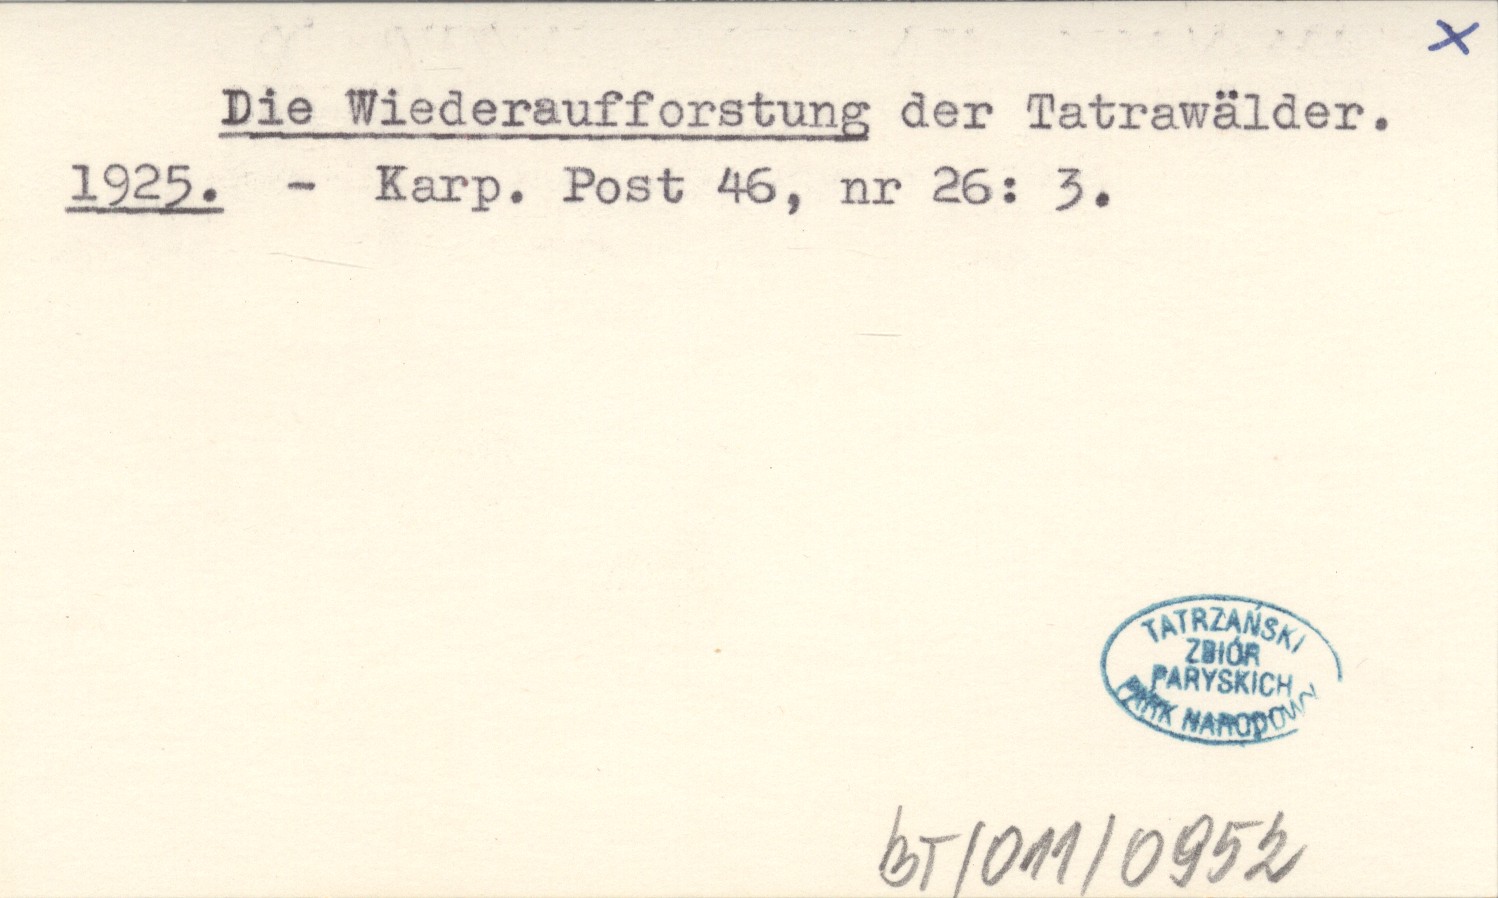 x
Die Wiederaufforstung der Tatrawälder.
1925. - Karp. Post 46, nr 26: 3.
TATRZAŃSKI
ZBIÓR
PARYSKICH
PARK NARODOWY
BT/011/0952